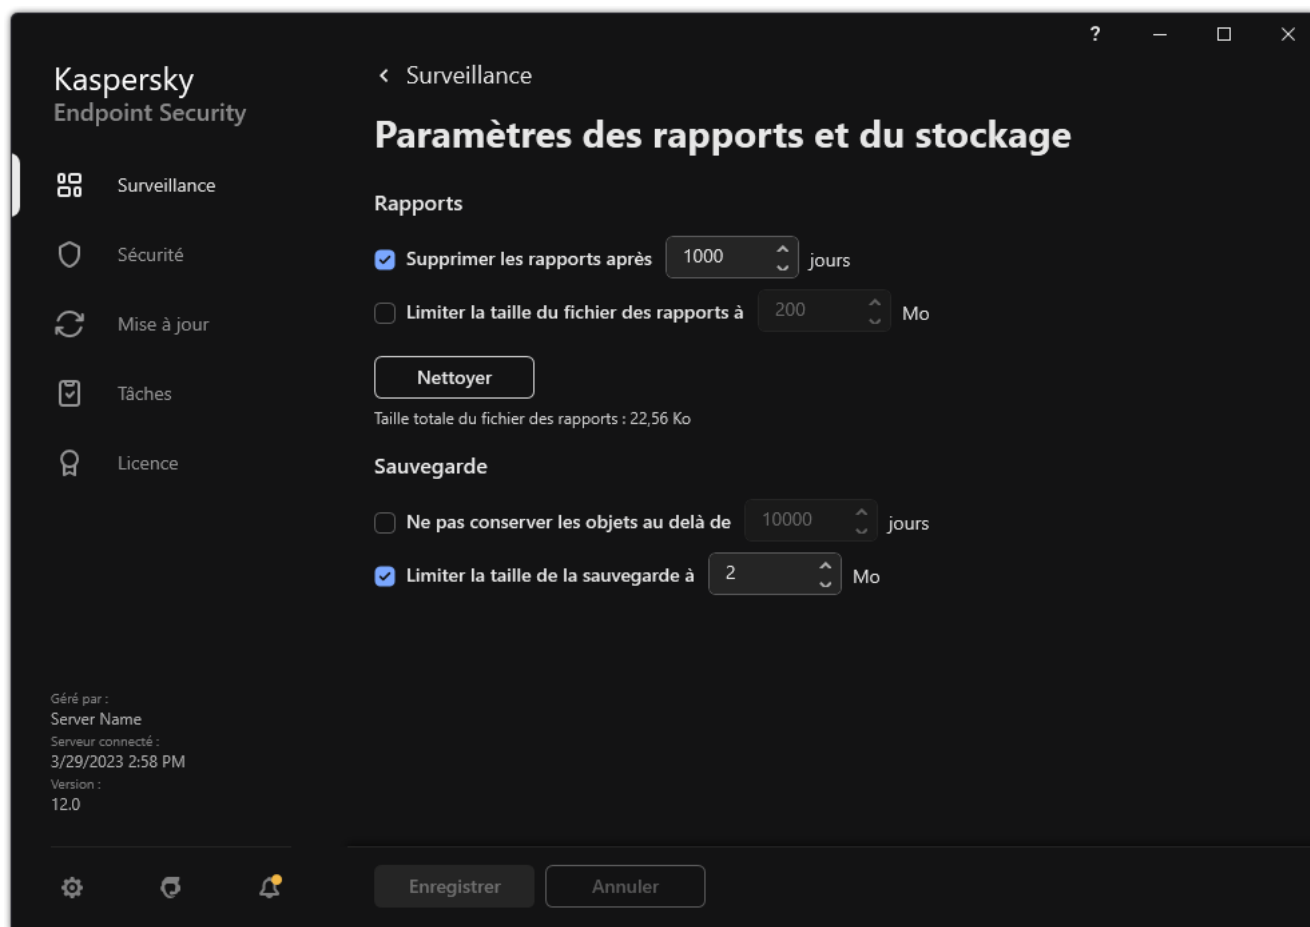 ?
Kaspersky
Endpoint Security
Surveillance
Sécurité
Mise à jour
Tâches
Licence
Géré par :
Server Name
Serveur connecté :
3/29/2023 2:58 PM
Version :
12.0
Surveillance
Paramètres des rapports et du stockage
Rapports
Supprimer les rapports après 1000 jours
Limiter la taille du fichier des rapports à 200 Mo
Nettoyer
Taille totale du fichier des rapports : 22,56 Ko
Sauvegarde
Ne pas conserver les objets au delà de 10000 jours
Limiter la taille de la sauvegarde à 2 Mo
Enregistrer Annuler